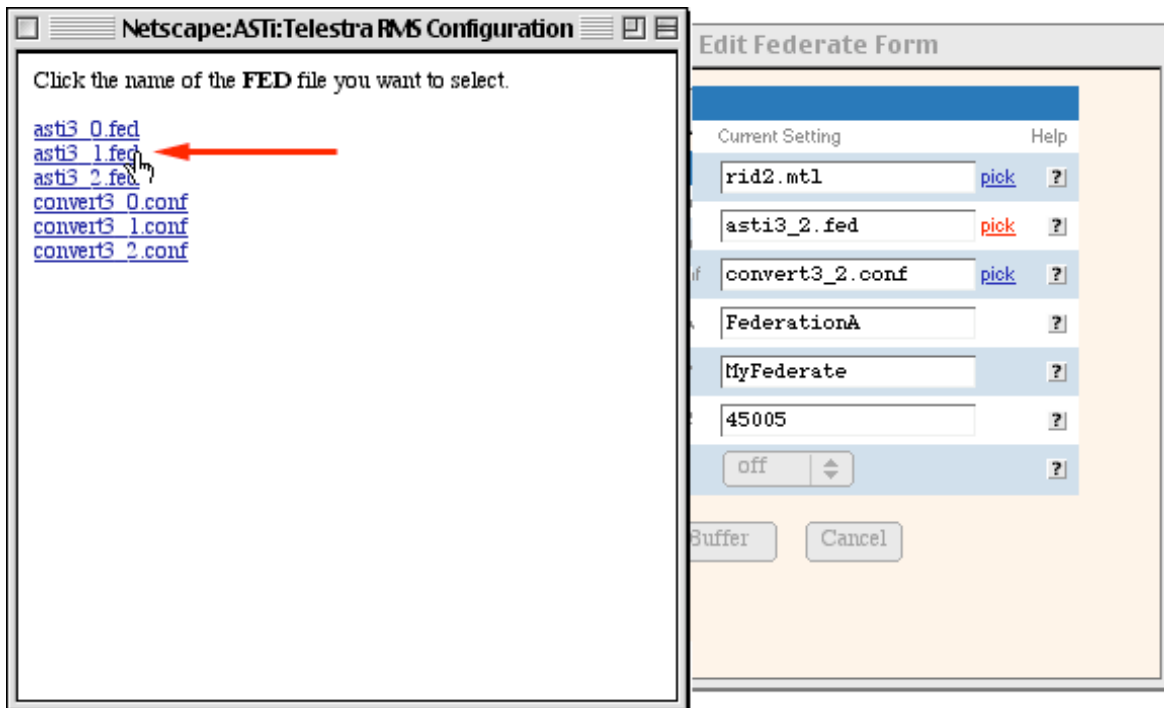 Netscape:ASTi:Telestra RMS Configuration
Click the name of the FED file you want to select.
asti3_0.fed
asti3_1.fed
asti3_2.fed
convert3_0.conf
convert3_1.conf
convert3_2.conf
Edit Federate Form
Current Setting Help
rid2.mtl pick ?
asti3_2.fed pick ?
convert3_2.conf pick ?
FederationA ?
MyFederate ?
45005 ?
off ?
Buffer Cancel